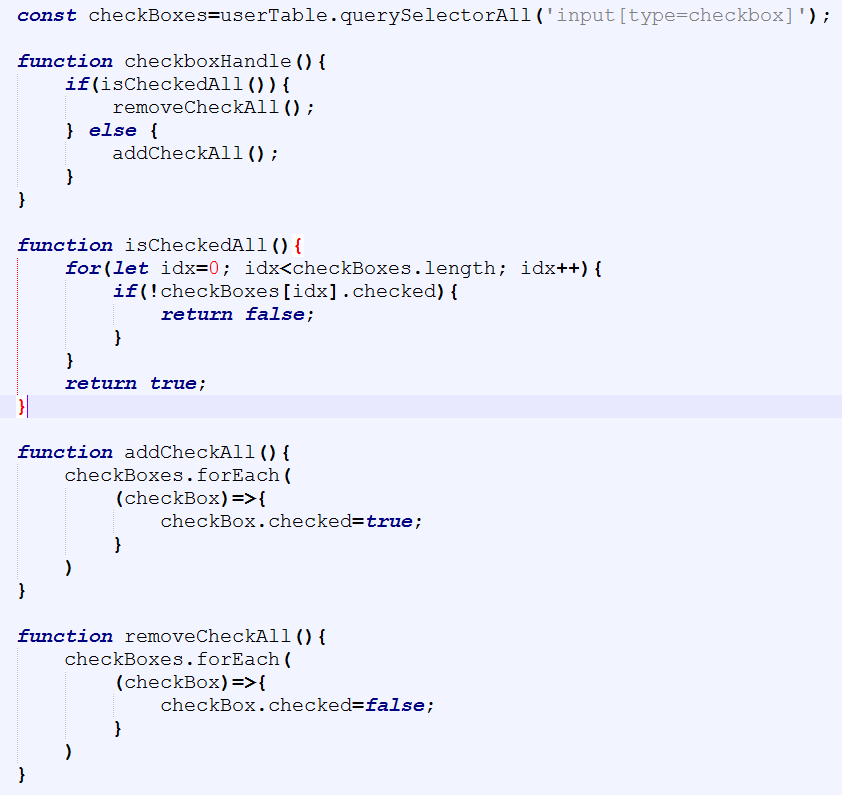 const checkBoxes=userTable.querySelectorAll('input[type=checkbox]');

function checkboxHandle(){
    if(isCheckedAll()){
        removeCheckAll();
    } else {
        addCheckAll();
    }
}

function isCheckedAll(){
    for(let idx=0; idx<checkBoxes.length; idx++){
        if(!checkBoxes[idx].checked){
            return false;
        }
    }
    return true;
}

function addCheckAll(){
    checkBoxes.forEach(
        (checkBox)=>{
            checkBox.checked=true;
        }
    )
}

function removeCheckAll(){
    checkBoxes.forEach(
        (checkBox)=>{
            checkBox.checked=false;
        }
    )
}